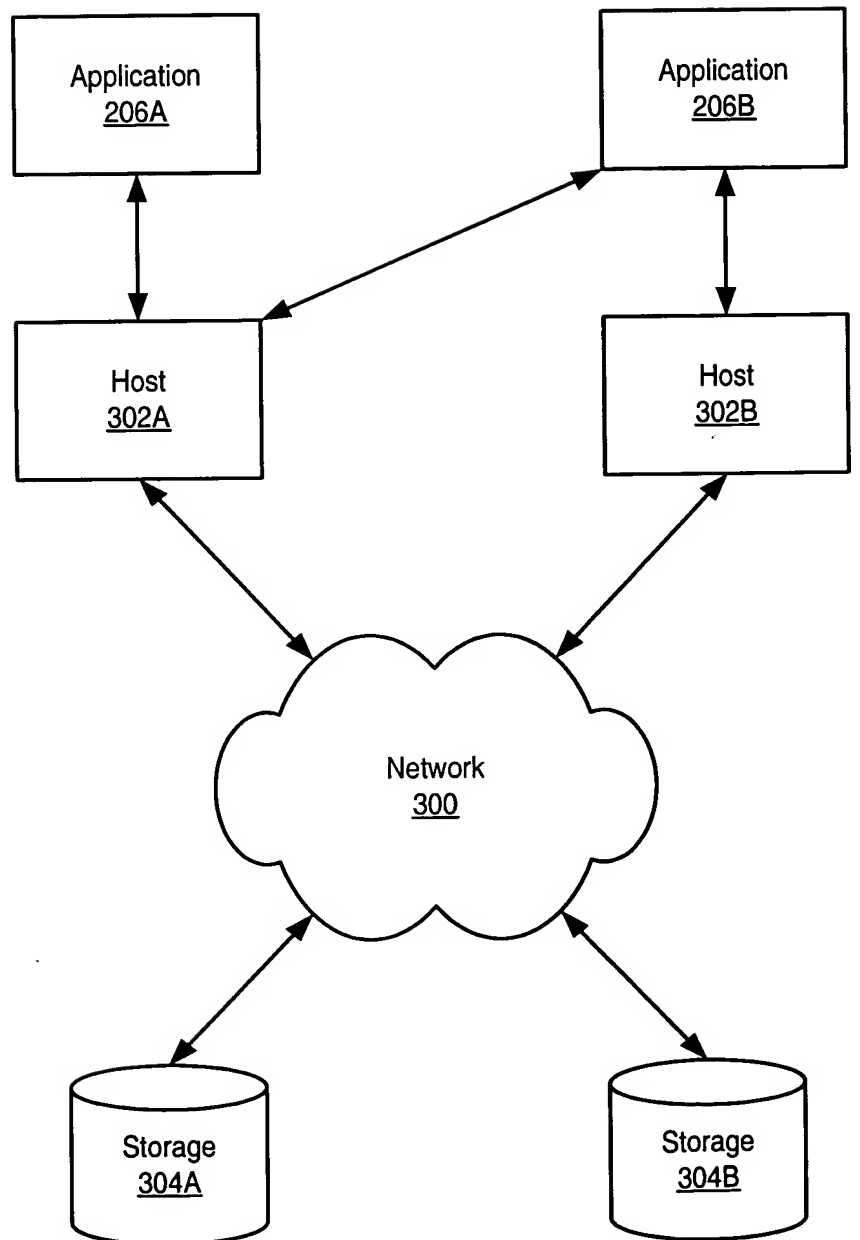 Application
206A
Application
206B
Host
302A
Host
302B
Network
300
Storage
304A
Storage
304B